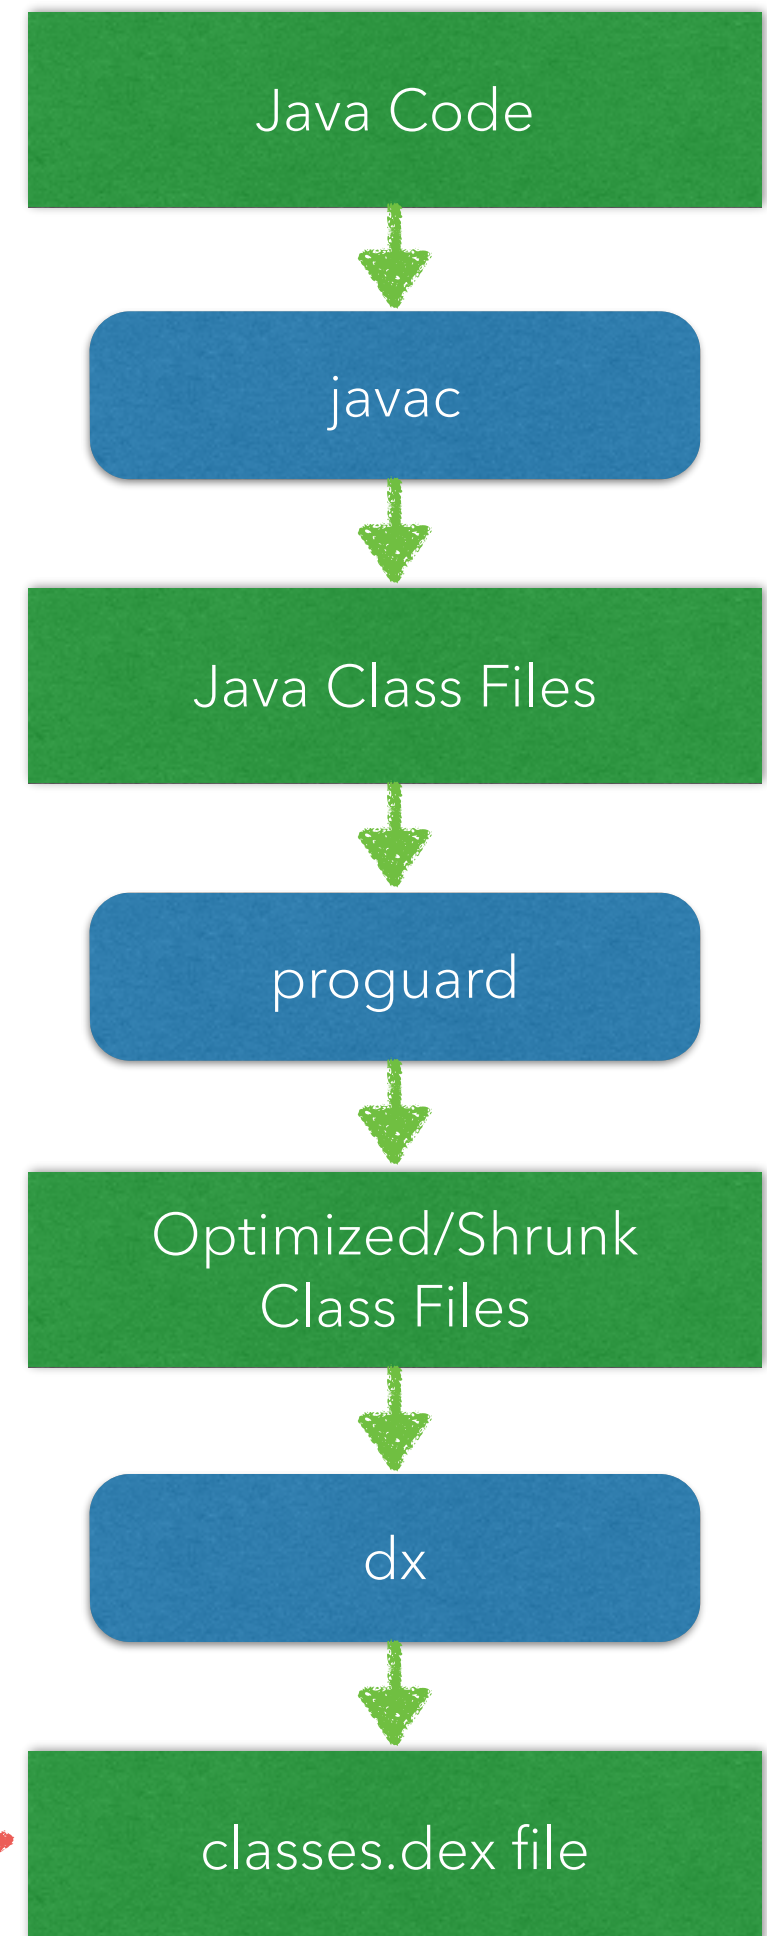 Java Code
javac
Java Class Files
proguard
Optimized/Shrunk
Class Files
dx
classes.dex file